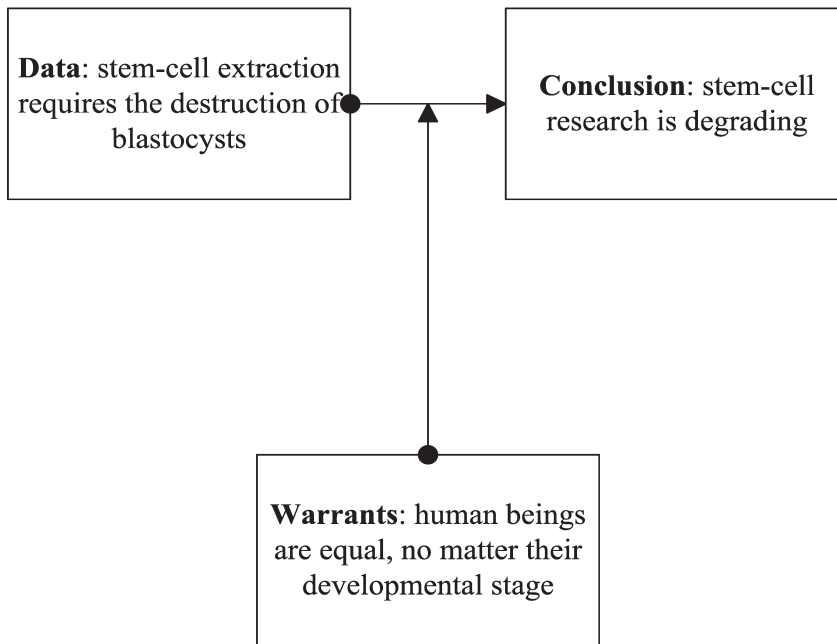 Data: stem-cell extraction
requires the destruction of
blastocysts
Conclusion: stem-cell
research is degrading
Warrants: human beings
are equal, no matter their
developmental stage